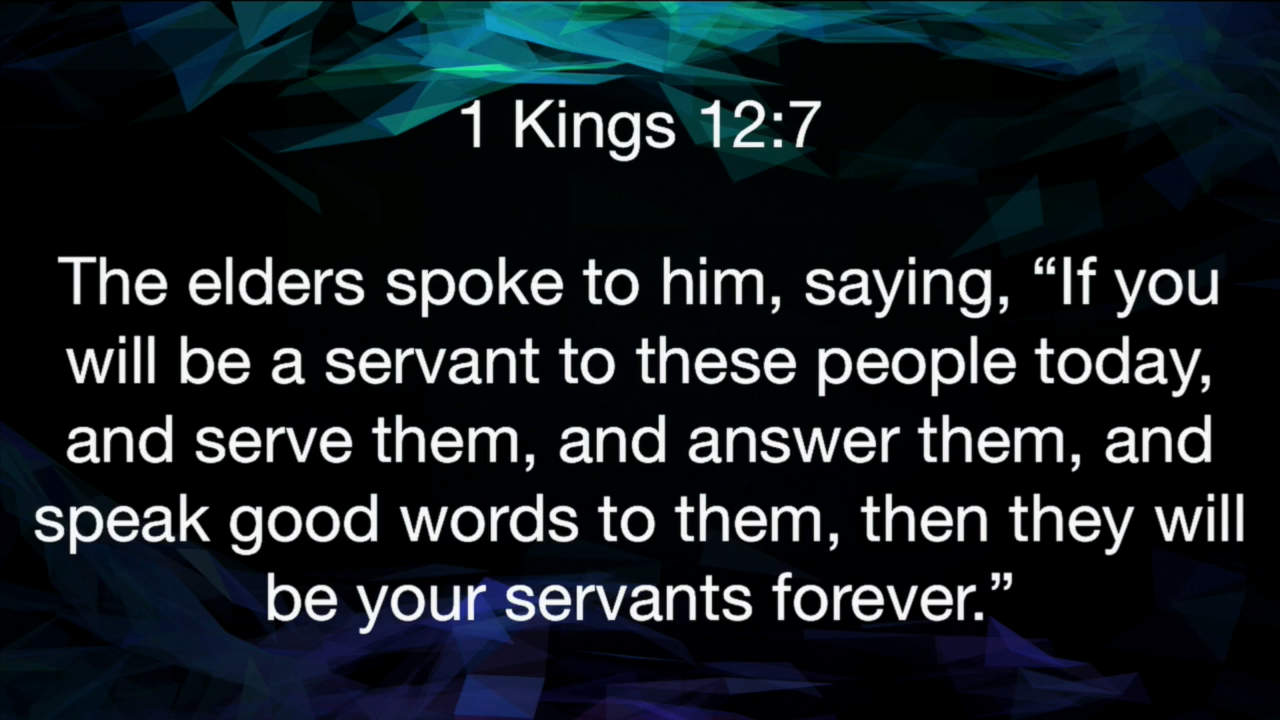 1 Kings 12:7
The elders spoke to him, saying, “If you
will be a servant to these people today,
and serve them, and answer them, and
speak good words to them, then they will
be your servants forever.”